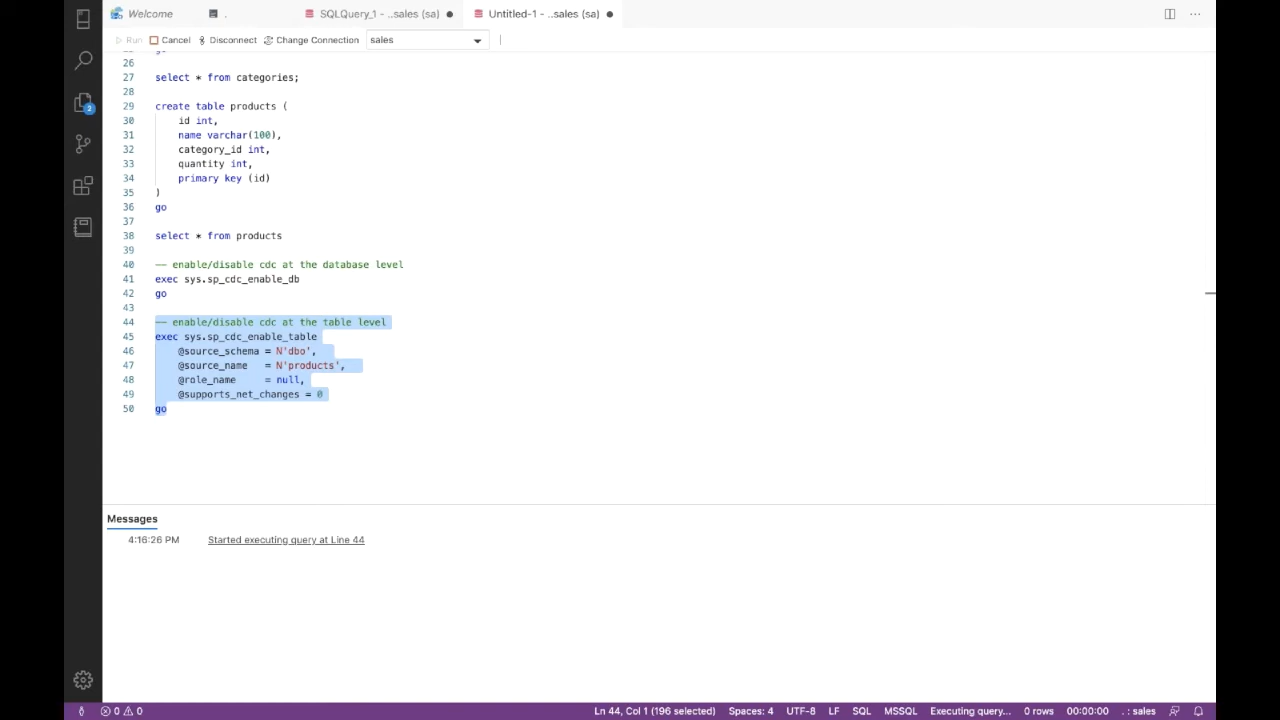 Welcome
.
SQLQuery_1 - ..sales (sa)
Untitled-1 - ..sales (sa)
Run
Cancel
Disconnect
Change Connection
sales
26
27 select * from categories;
28
29 create table products (
30 id int,
31 name varchar(100),
32 category_id int,
33 quantity int,
34 primary key (id)
35 )
36 go
37
38 select * from products
39
40 -- enable/disable cdc at the database level
41 exec sys.sp_cdc_enable_db
42 go
43
44 -- enable/disable cdc at the table level
45 exec sys.sp_cdc_enable_table
46 @source_schema = N'dbo',
47 @source_name = N'products',
48 @role_name = null,
49 @supports_net_changes = 0
50 go
Messages
4:16:26 PM Started executing query at Line 44
0 0 Ln 44, Col 1 (196 selected) Spaces: 4 UTF-8 LF SQL MSSQL Executing query... 0 rows 00:00:00 . : sales